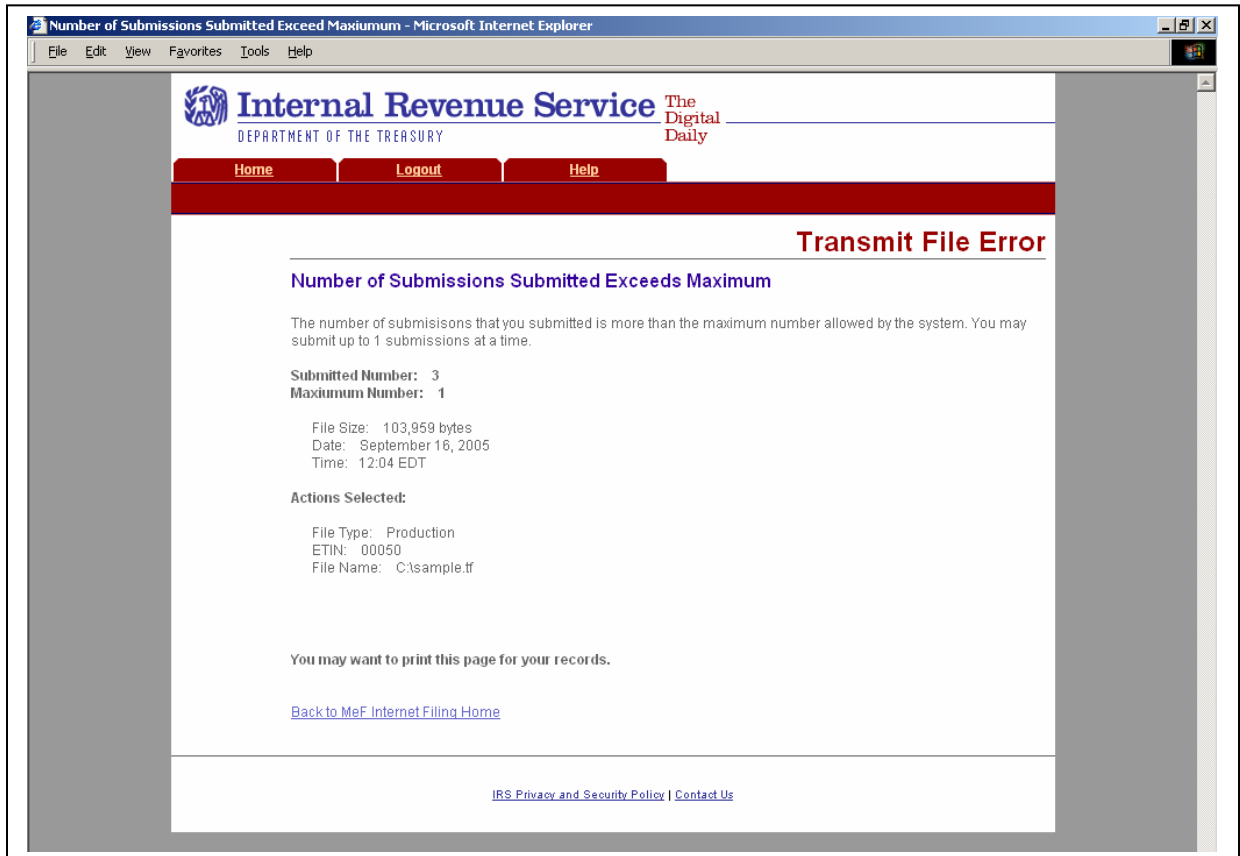 Number of Submissions Submitted Exceed Maxiumum - Microsoft Internet Explorer
File Edit View Favorites Tools Help
Internal Revenue Service
The
Digital
Daily
DEPARTMENT OF THE TREASURY
Home Logout Help
Transmit File Error
Number of Submissions Submitted Exceeds Maximum
The number of submisisons that you submitted is more than the maximum number allowed by the system. You may
submit up to 1 submissions at a time.
Submitted Number: 3
Maxiumum Number: 1
File Size: 103,959 bytes
Date: September 16, 2005
Time: 12:04 EDT
Actions Selected:
File Type: Production
ETIN: 00050
File Name: C:\sample.tf
You may want to print this page for your records.
Back to MeF Internet Filing Home
IRS Privacy and Security Policy | Contact Us